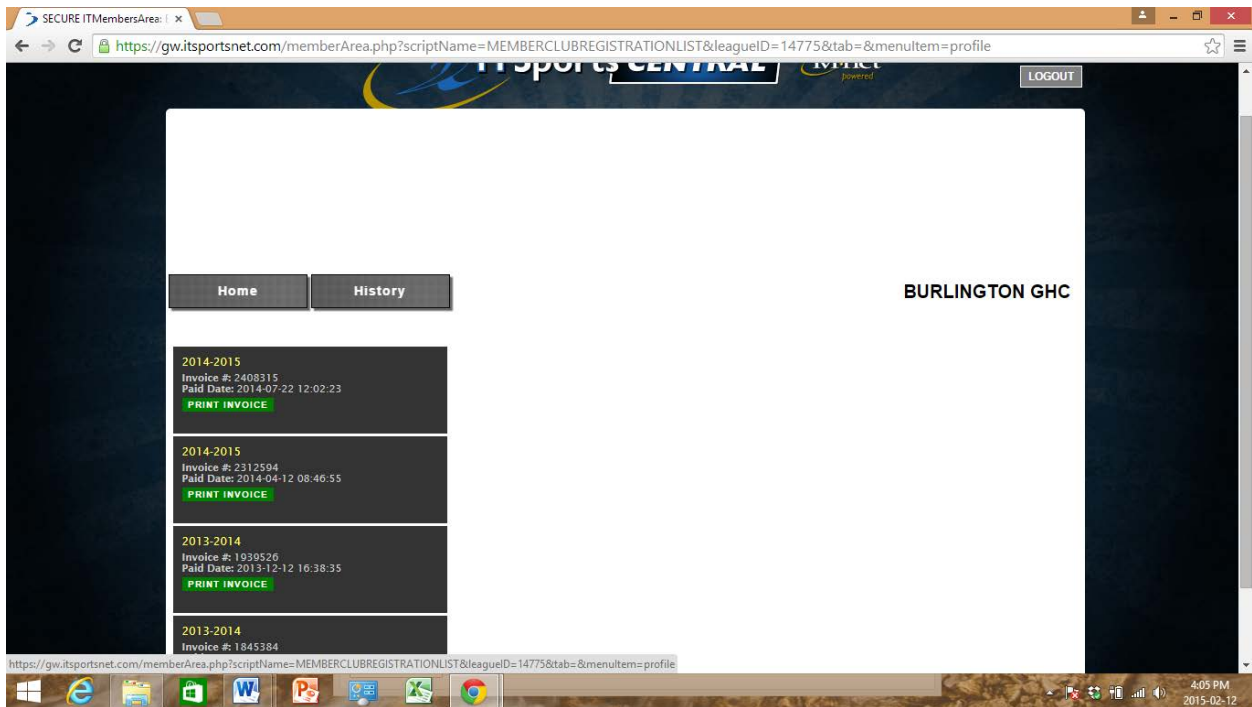 SECURE ITMembersArea:
https://gw.itsportsnet.com/memberArea.php?scriptName=MEMBERCLUBREGISTRATIONLIST&leagueID=14775&tab=&menuItem=profile
ITSports CENTRAL
powered
LOGOUT
Home
History
BURLINGTON GHC
2014-2015
Invoice #: 2408315
Paid Date: 2014-07-22 12:02:23
PRINT INVOICE
2014-2015
Invoice #: 2312594
Paid Date: 2014-04-12 08:46:55
PRINT INVOICE
2013-2014
Invoice #: 1939526
Paid Date: 2013-12-12 16:38:35
PRINT INVOICE
2013-2014
Invoice #: 1845384
https://gw.itsportsnet.com/memberArea.php?scriptName=MEMBERCLUBREGISTRATIONLIST&leagueID=14775&tab=&menuItem=profile
4:05 PM
2015-02-12